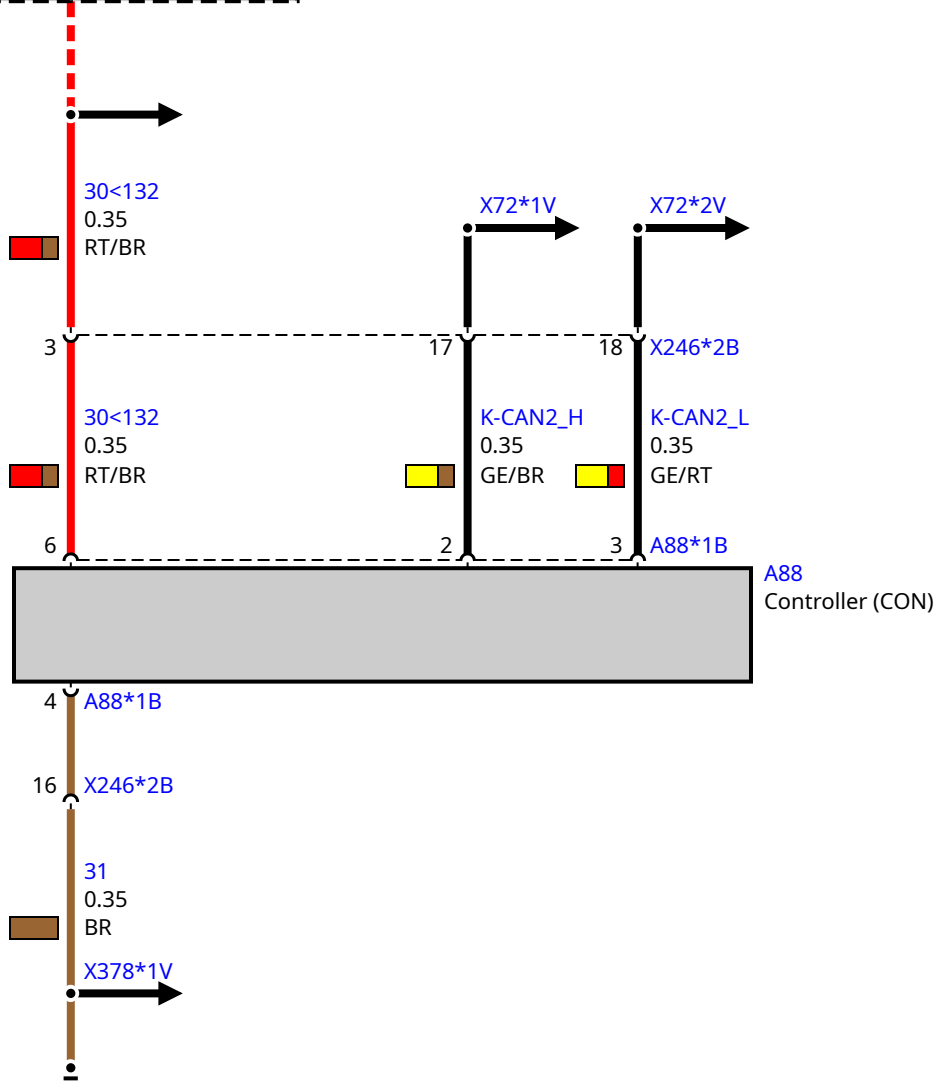 30<132
0.35
RT/BR
X72*1V
X72*2V
3
17
18
X246*2B
30<132
0.35
RT/BR
K-CAN2_H
0.35
GE/BR
K-CAN2_L
0.35
GE/RT
6
2
3
A88*1B
A88
Controller (CON)
4
A88*1B
16
X246*2B
31
0.35
BR
X378*1V